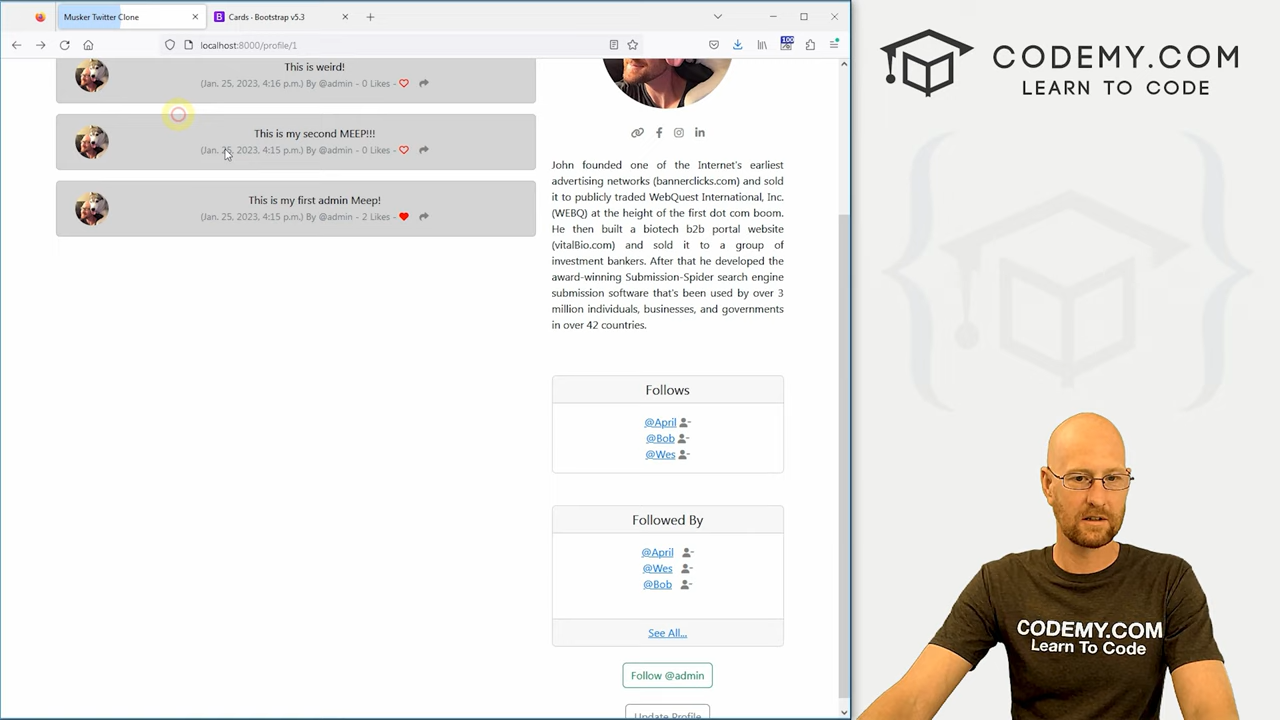 Musker Twitter Clone
Cards · Bootstrap v5.3
localhost:8000/profile/1
100
CODEMY.COM
LEARN TO CODE
This is weird!
(Jan. 25, 2023, 4:16 p.m.) By @admin - 0 Likes -
This is my second MEEP!!!
(Jan. 25, 2023, 4:15 p.m.) By @admin - 0 Likes -
This is my first admin Meep!
(Jan. 25, 2023, 4:15 p.m.) By @admin - 2 Likes -
John founded one of the Internet's earliest
advertising networks (bannerclicks.com) and sold
it to publicly traded WebQuest International, Inc.
(WEBQ) at the height of the first dot com boom.
He then built a biotech b2b portal website
(vitalBio.com) and sold it to a group of
investment bankers. After that he developed the
award-winning Submission-Spider search engine
submission software that's been used by over 3
million individuals, businesses, and governments
in over 42 countries.
Follows
@April
@Bob
@Wes
Followed By
@April
@Wes
@Bob
See All...
Follow @admin
Update Profile
CODEMY.COM
Learn To Code